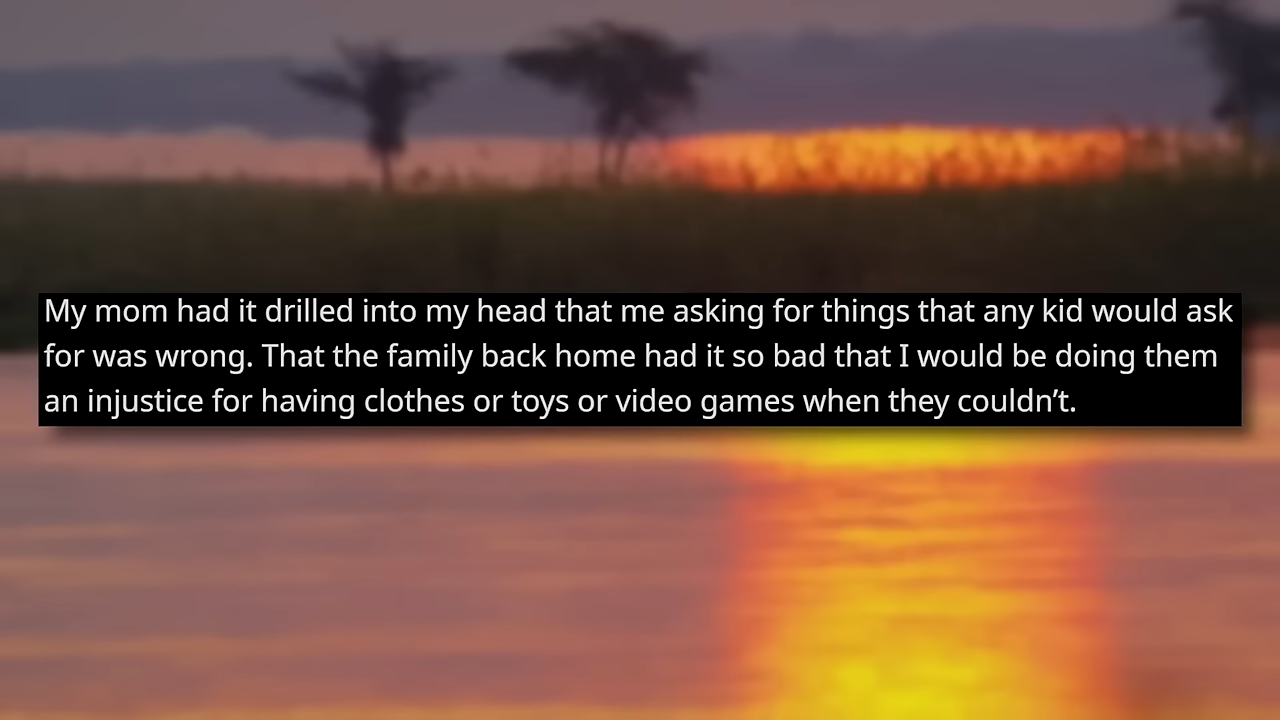 My mom had it drilled into my head that me asking for things that any kid would ask
for was wrong. That the family back home had it so bad that I would be doing them
an injustice for having clothes or toys or video games when they couldn’t.